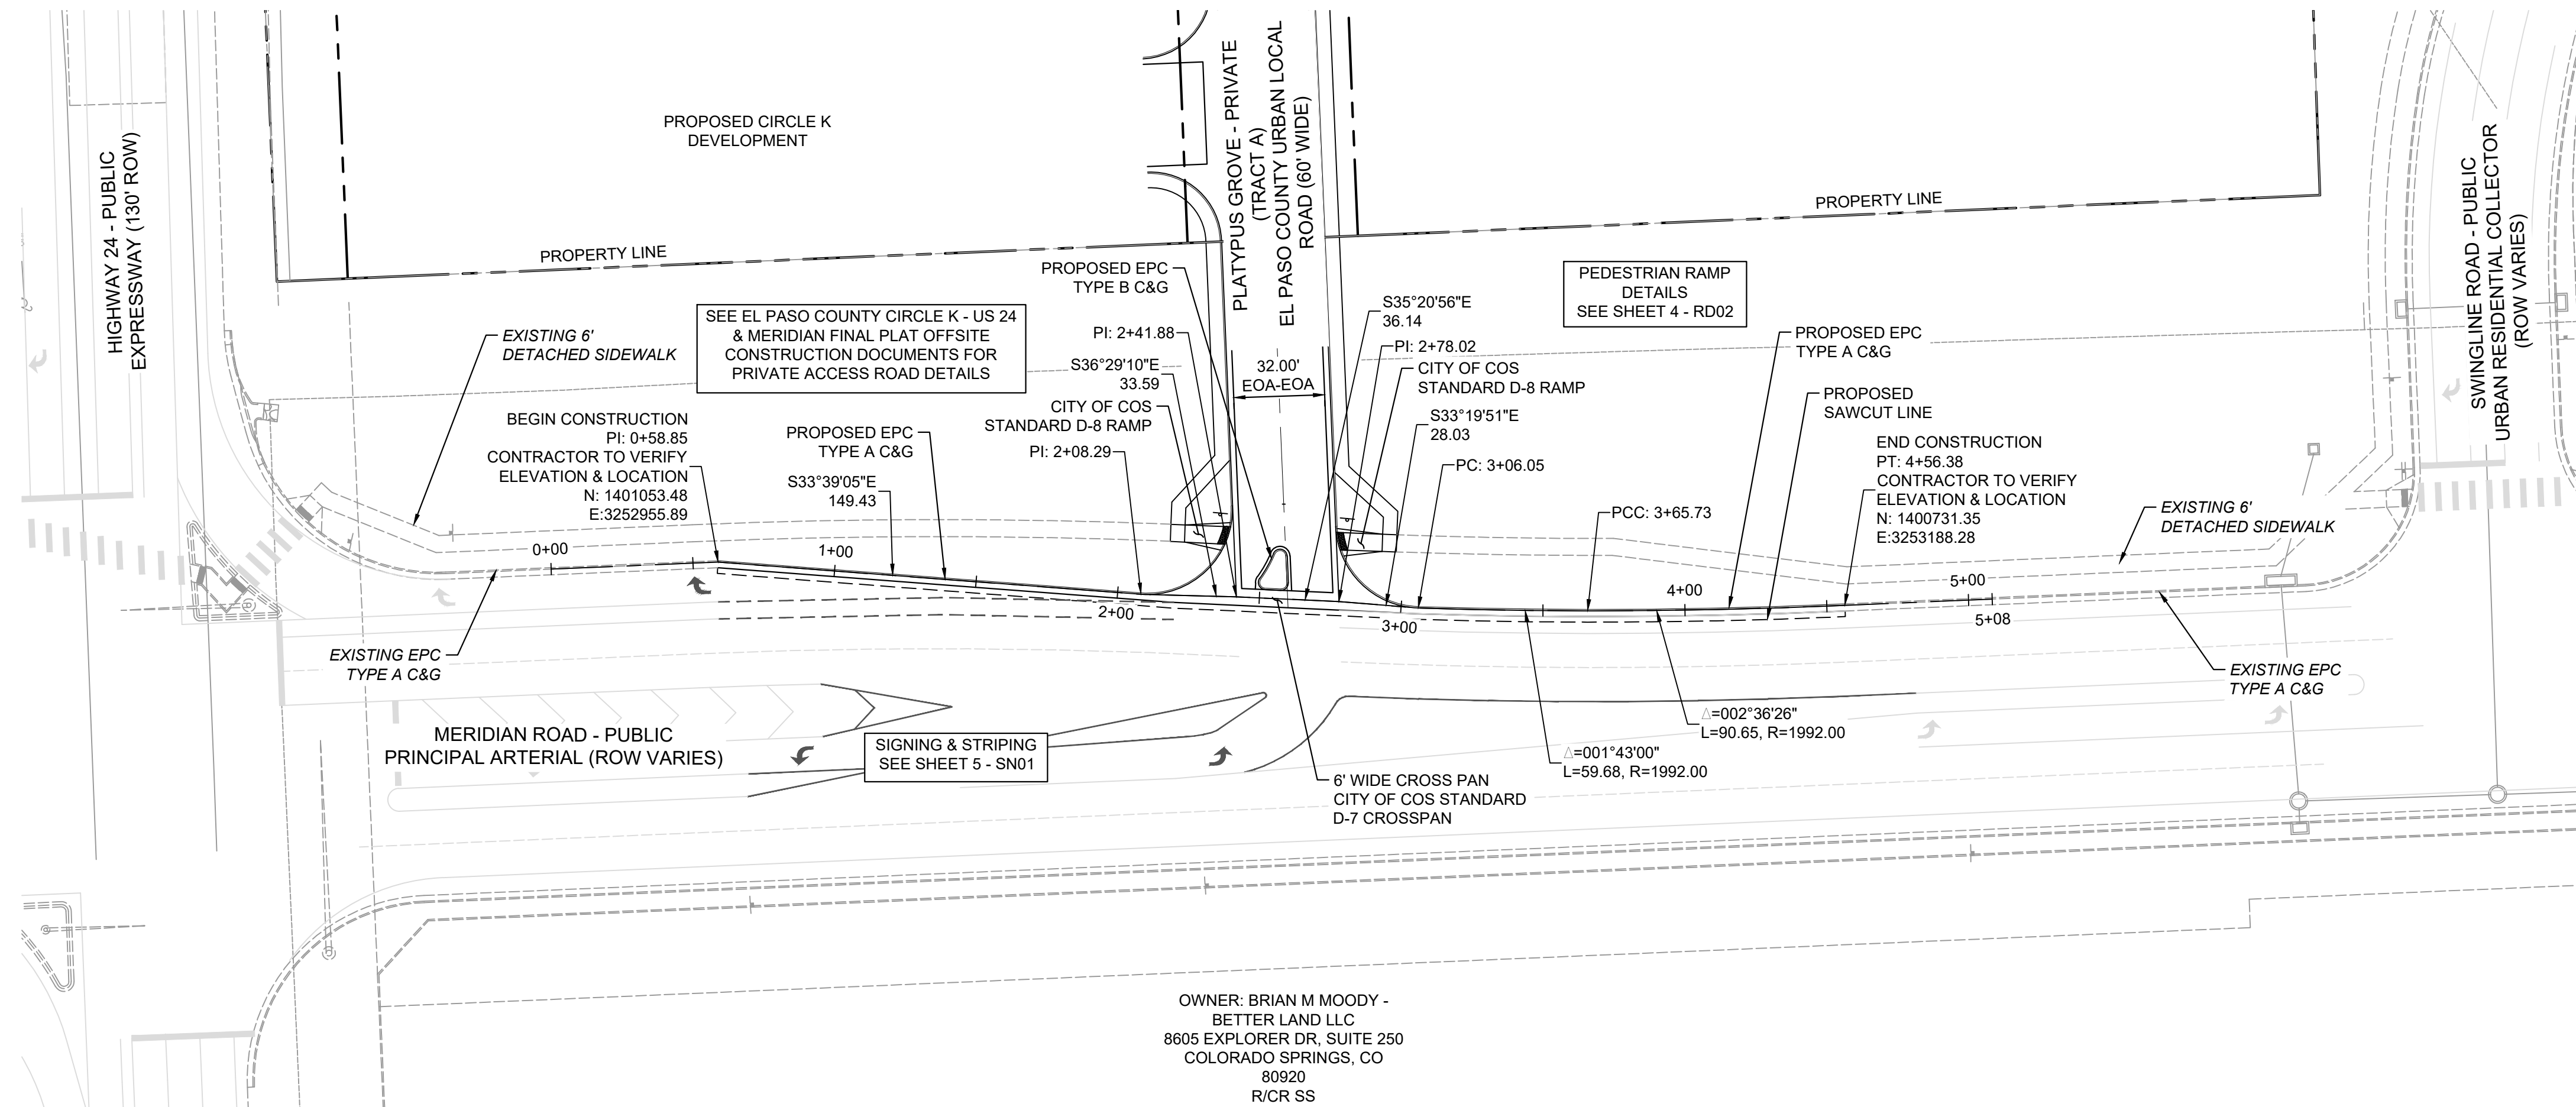 HIGHWAY 24 - PUBLIC
EXPRESSWAY (130' ROW)
PROPOSED CIRCLE K
DEVELOPMENT
PROPERTY LINE
PLATYPUS GROVE - PRIVATE
(TRACT A)
EL PASO COUNTY URBAN LOCAL
ROAD (60' WIDE)
PROPERTY LINE
SWINGLINE ROAD - PUBLIC
URBAN RESIDENTIAL COLLECTOR
(ROW VARIES)
EXISTING 6'
DETACHED SIDEWALK
SEE EL PASO COUNTY CIRCLE K - US 24
& MERIDIAN FINAL PLAT OFFSITE
CONSTRUCTION DOCUMENTS FOR
PRIVATE ACCESS ROAD DETAILS
PROPOSED EPC
TYPE B C&G
PI: 2+41.88
S36°29'10"E
33.59
CITY OF COS
STANDARD D-8 RAMP
PI: 2+08.29
32.00'
EOA-EOA
S35°20'56"E
36.14
PI: 2+78.02
CITY OF COS
STANDARD D-8 RAMP
S33°19'51"E
28.03
PC: 3+06.05
PEDESTRIAN RAMP
DETAILS
SEE SHEET 4 - RD02
PROPOSED EPC
TYPE A C&G
PROPOSED
SAWCUT LINE
BEGIN CONSTRUCTION
PI: 0+58.85
CONTRACTOR TO VERIFY
ELEVATION & LOCATION
N: 1401053.48
E:3252955.89
PROPOSED EPC
TYPE A C&G
S33°39'05"E
149.43
END CONSTRUCTION
PT: 4+56.38
CONTRACTOR TO VERIFY
ELEVATION & LOCATION
N: 1400731.35
E:3253188.28
PCC: 3+65.73
EXISTING 6'
DETACHED SIDEWALK
0+00
1+00
2+00
3+00
4+00
5+00
5+08
EXISTING EPC
TYPE A C&G
EXISTING EPC
TYPE A C&G
MERIDIAN ROAD - PUBLIC
PRINCIPAL ARTERIAL (ROW VARIES)
SIGNING & STRIPING
SEE SHEET 5 - SN01
Δ=002°36'26"
L=90.65, R=1992.00
Δ=001°43'00"
L=59.68, R=1992.00
6' WIDE CROSS PAN
CITY OF COS STANDARD
D-7 CROSSPAN
OWNER: BRIAN M MOODY -
BETTER LAND LLC
8605 EXPLORER DR, SUITE 250
COLORADO SPRINGS, CO
80920
R/CR SS